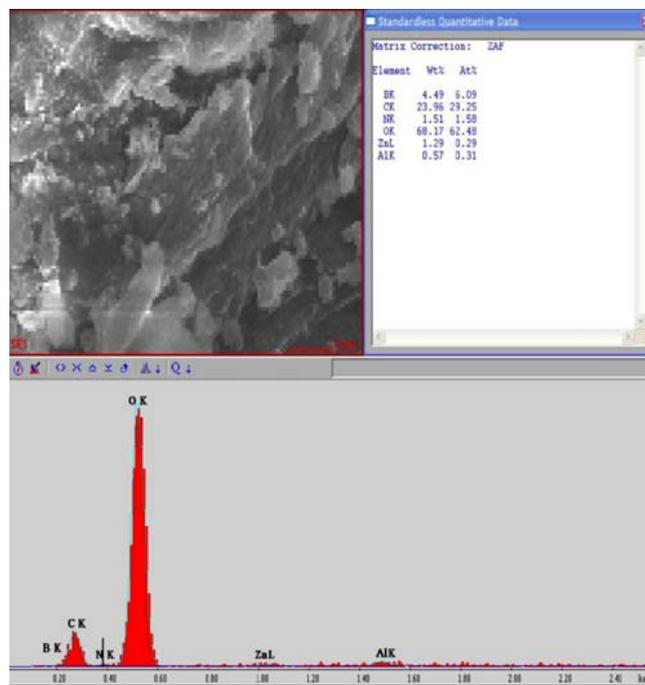 Standardless Quantitative Data
Matrix Correction: ZAF
Element Wt% At%
BK 4.49 6.09
CK 23.96 29.25
NK 1.51 1.58
OK 68.17 62.48
ZnL 1.29 0.29
AlK 0.57 0.31
SE1
Q
O K
C K
B K
N K
ZnL
AlK
0.20 0.40 0.60 0.80 1.00 1.20 1.40 1.60 1.80 2.00 2.20 2.40